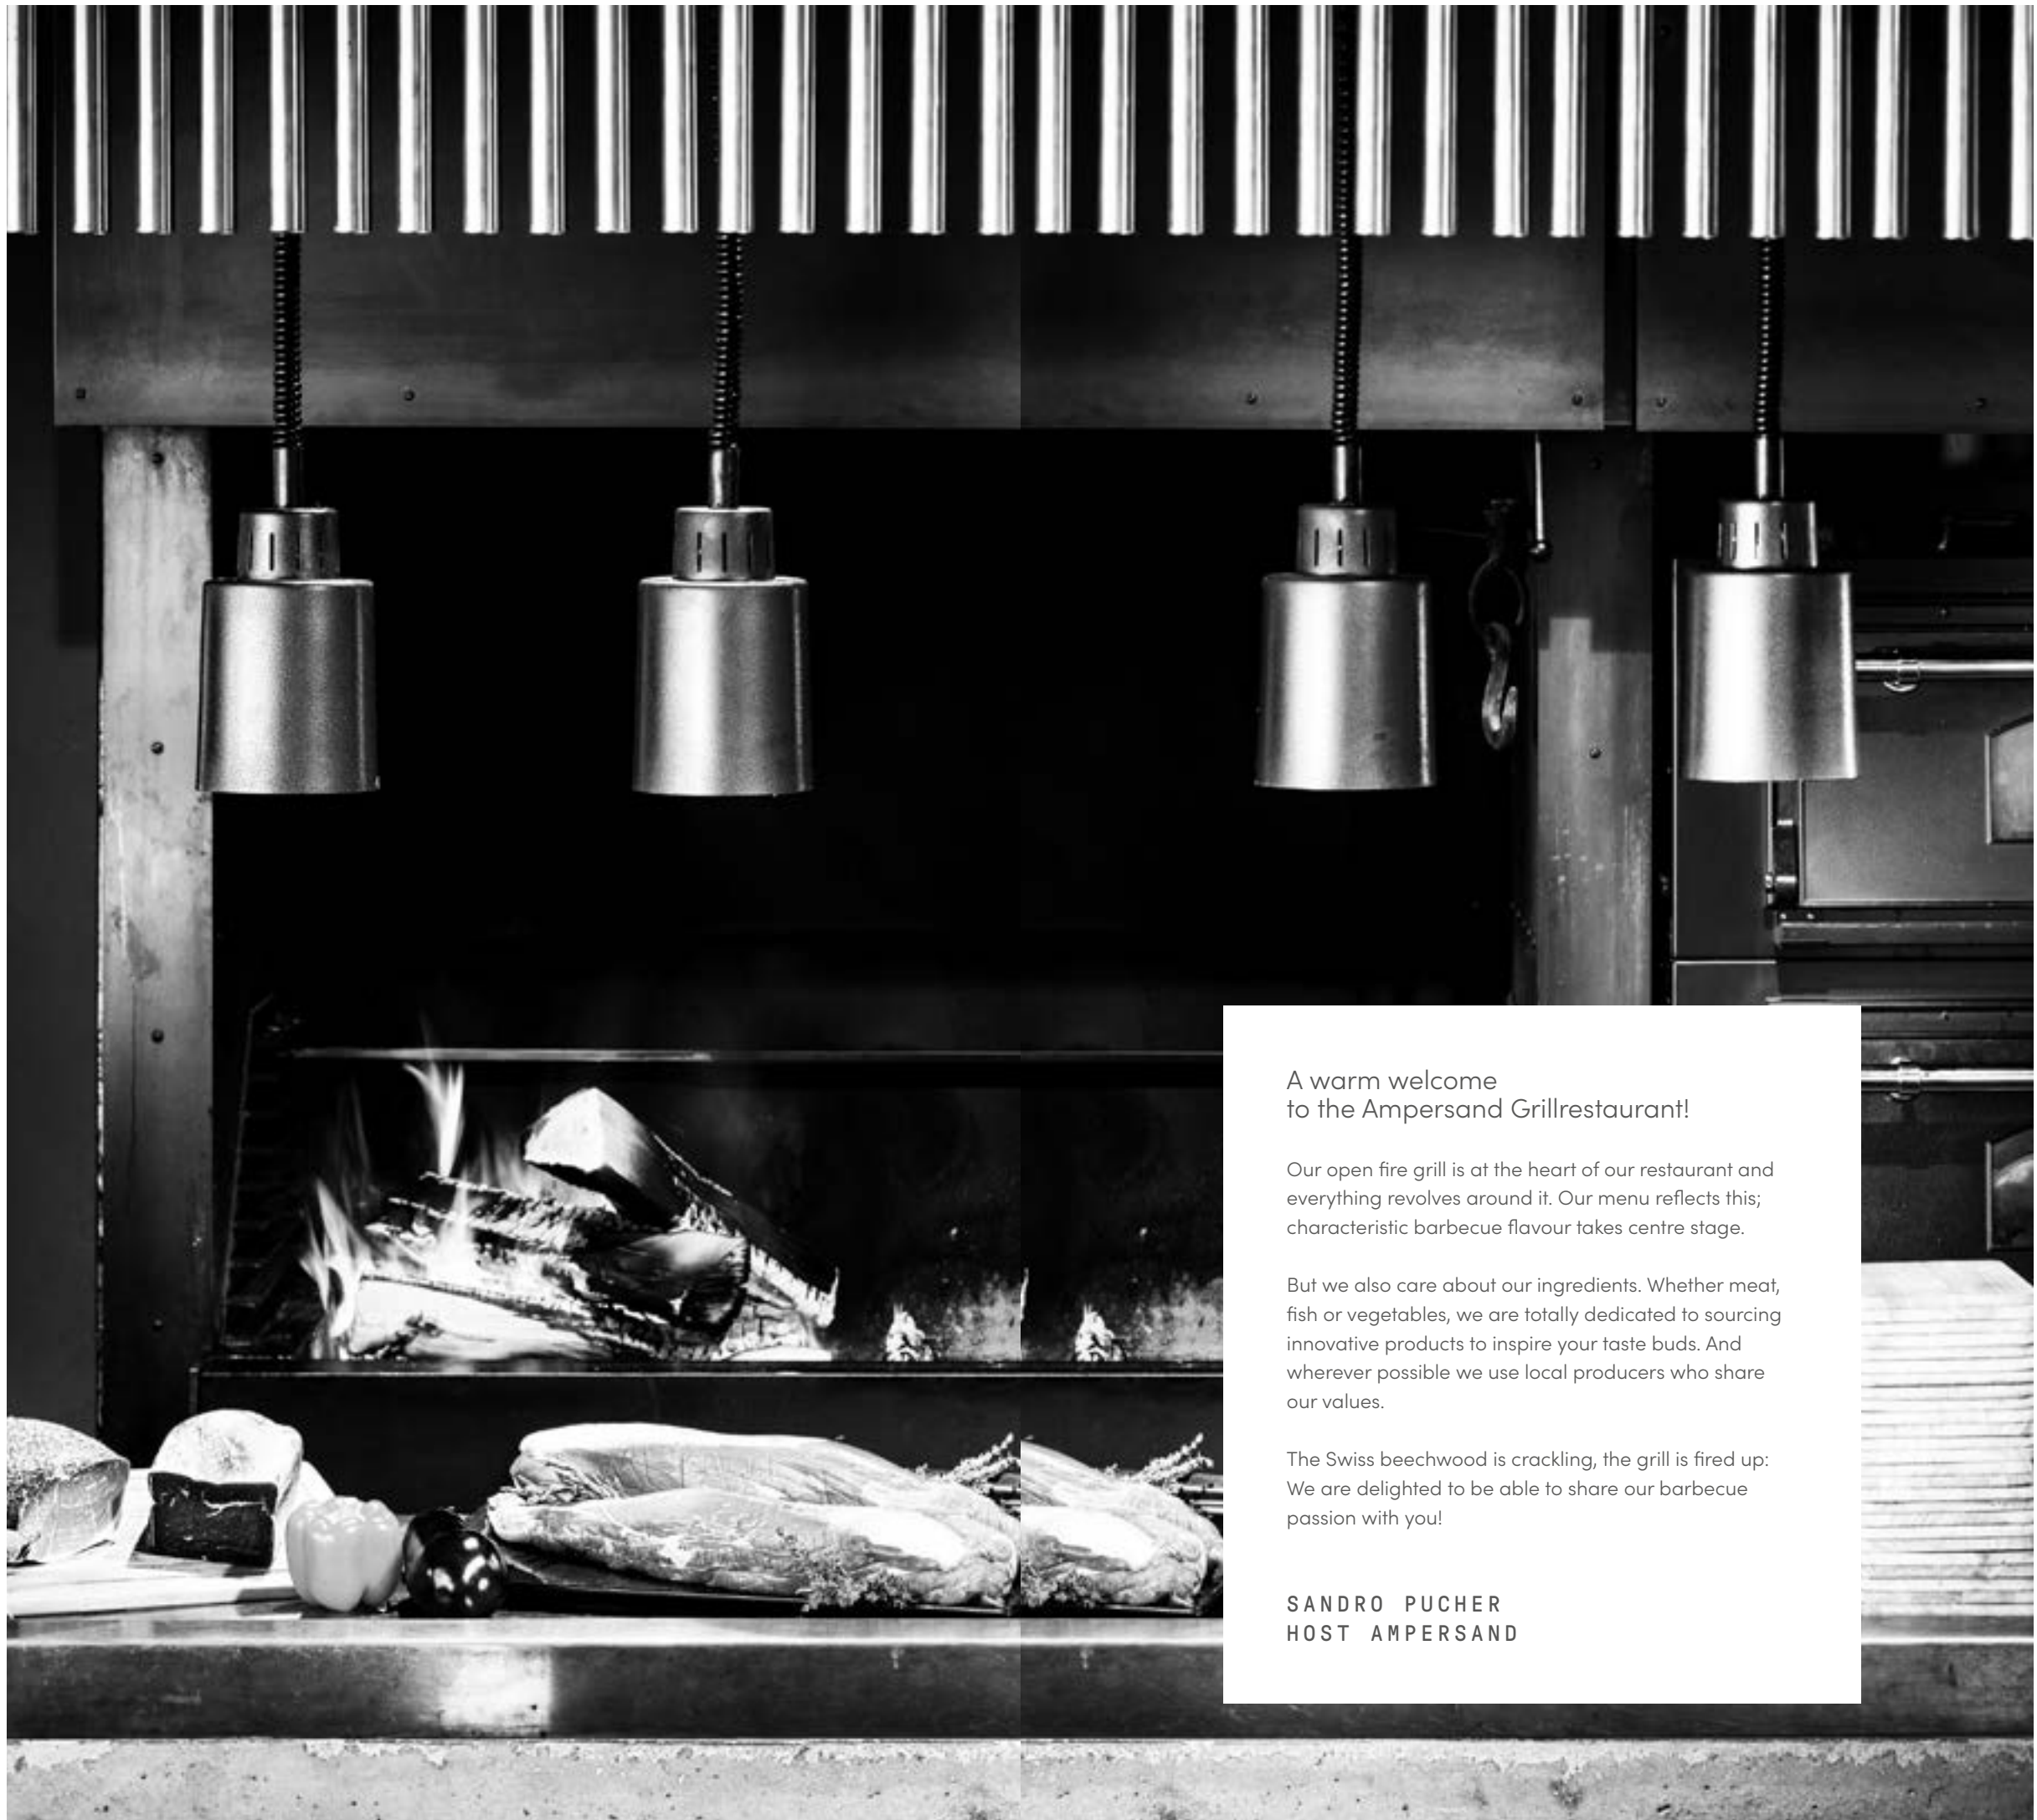 A warm welcome
to the Ampersand Grillrestaurant!
Our open fire grill is at the heart of our restaurant and
everything revolves around it. Our menu reflects this;
characteristic barbecue flavour takes centre stage.
But we also care about our ingredients. Whether meat,
fish or vegetables, we are totally dedicated to sourcing
innovative products to inspire your taste buds. And
wherever possible we use local producers who share
our values.
The Swiss beechwood is crackling, the grill is fired up:
We are delighted to be able to share our barbecue
passion with you!
SANDRO PUCHER
HOST AMPERSAND